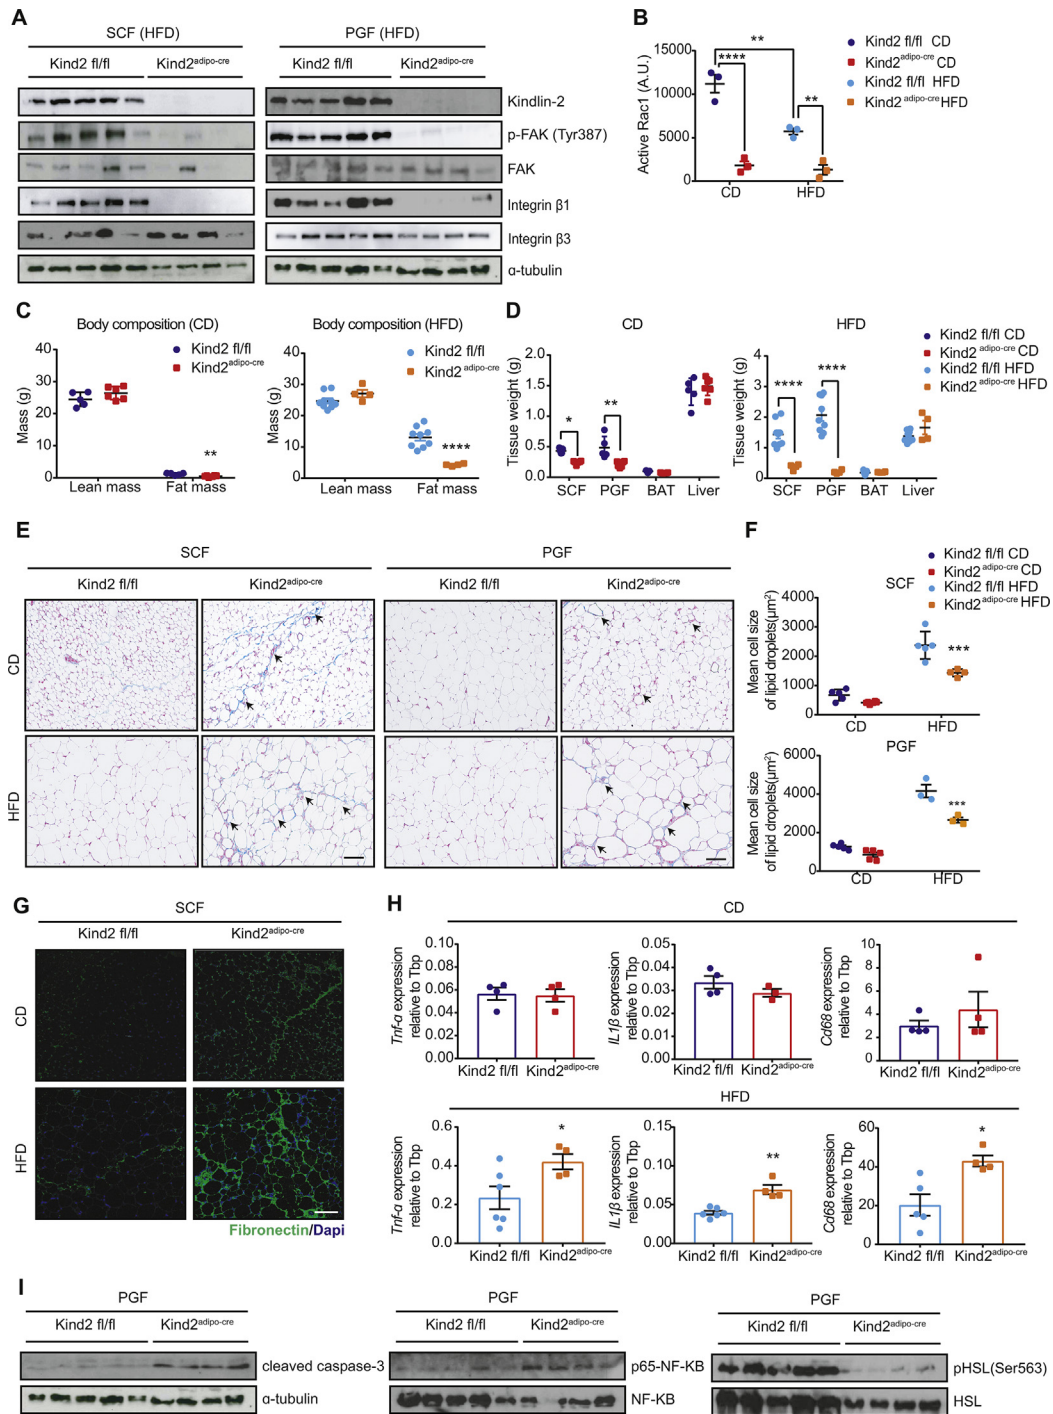 A
SCF (HFD)
PGF (HFD)
Kind2 fl/fl
Kind2adipo-cre
Kind2 fl/fl
Kind2adipo-cre
Kindlin-2
p-FAK (Tyr387)
FAK
Integrin β1
Integrin β3
α-tubulin
B
Active Rac1 (A.U.)
15000
10000
5000
0
**
****
**
CD
HFD
Kind2 fl/fl CD
Kind2adipo-cre CD
Kind2 fl/fl HFD
Kind2adipo-cre HFD
C
Body composition (CD)
Kind2 fl/fl
Kind2adipo-cre
Mass (g)
40
30
20
10
0
**
Lean mass
Fat mass
Body composition (HFD)
Kind2 fl/fl
Kind2adipo-cre
Mass (g)
40
30
20
10
0
****
Lean mass
Fat mass
D
CD
Tissue weight (g)
2.0
1.5
1.0
0.5
0.0
*
**
SCF
PGF
BAT
Liver
HFD
Tissue weight (g)
4
3
2
1
0
****
****
SCF
PGF
BAT
Liver
Kind2 fl/fl CD
Kind2adipo-cre CD
Kind2 fl/fl HFD
Kind2adipo-cre HFD
E
SCF
PGF
Kind2 fl/fl
Kind2adipo-cre
Kind2 fl/fl
Kind2adipo-cre
CD
HFD
F
Kind2 fl/fl CD
Kind2adipo-cre CD
Kind2 fl/fl HFD
Kind2adipo-cre HFD
SCF
Mean cell size
of lipid droplets(μm²)
4000
3000
2000
1000
0
***
CD
HFD
PGF
Mean cell size
of lipid droplets(μm²)
6000
4000
2000
0
***
CD
HFD
G
SCF
Kind2 fl/fl
Kind2adipo-cre
CD
HFD
Fibronectin/Dapi
H
CD
Tnf-α expression
relative to Tbp
0.10
0.08
0.06
0.04
0.02
0.00
Kind2 fl/fl
Kind2adipo-cre
IL1β expression
relative to Tbp
0.05
0.04
0.03
0.02
0.01
0.00
Kind2 fl/fl
Kind2adipo-cre
Cd68 expression
relative to Tbp
8
6
4
2
0
Kind2 fl/fl
Kind2adipo-cre
HFD
Tnf-α expression
relative to Tbp
0.6
0.4
0.2
0.0
*
Kind2 fl/fl
Kind2adipo-cre
IL1β expression
relative to Tbp
0.15
0.10
0.05
0.00
**
Kind2 fl/fl
Kind2adipo-cre
Cd68 expression
relative to Tbp
60
40
20
0
*
Kind2 fl/fl
Kind2adipo-cre
I
PGF
Kind2 fl/fl
Kind2adipo-cre
cleaved caspase-3
α-tubulin
PGF
Kind2 fl/fl
Kind2adipo-cre
p65-NF-KB
NF-KB
PGF
Kind2 fl/fl
Kind2adipo-cre
pHSL(Ser563)
HSL